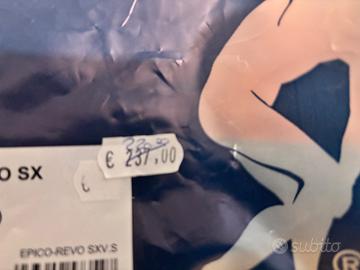 € 237.00
O SX
€
EPICO-REVO SXV.S
subito
®